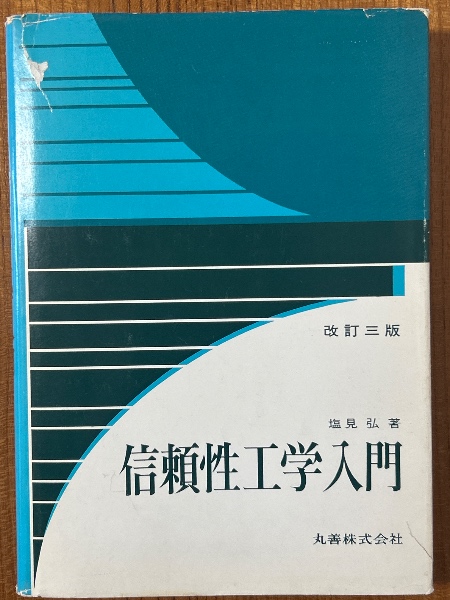 改訂三版
塩見弘著
信頼性工学入門
丸善株式会社